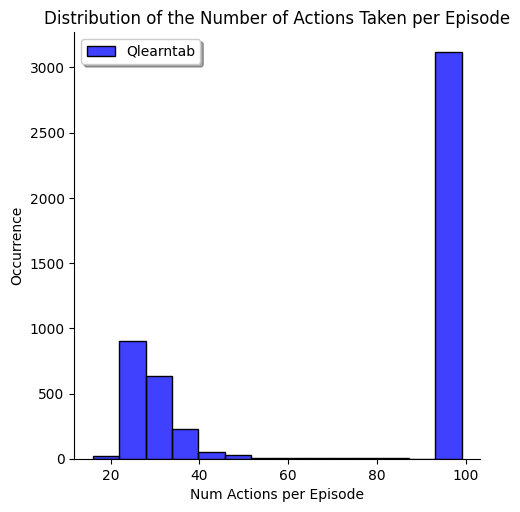 Distribution of the Number of Actions Taken per Episode
Qlearntab
3000
2500
2000
1500
1000
500
0
Occurrence
20 40 60 80 100
Num Actions per Episode